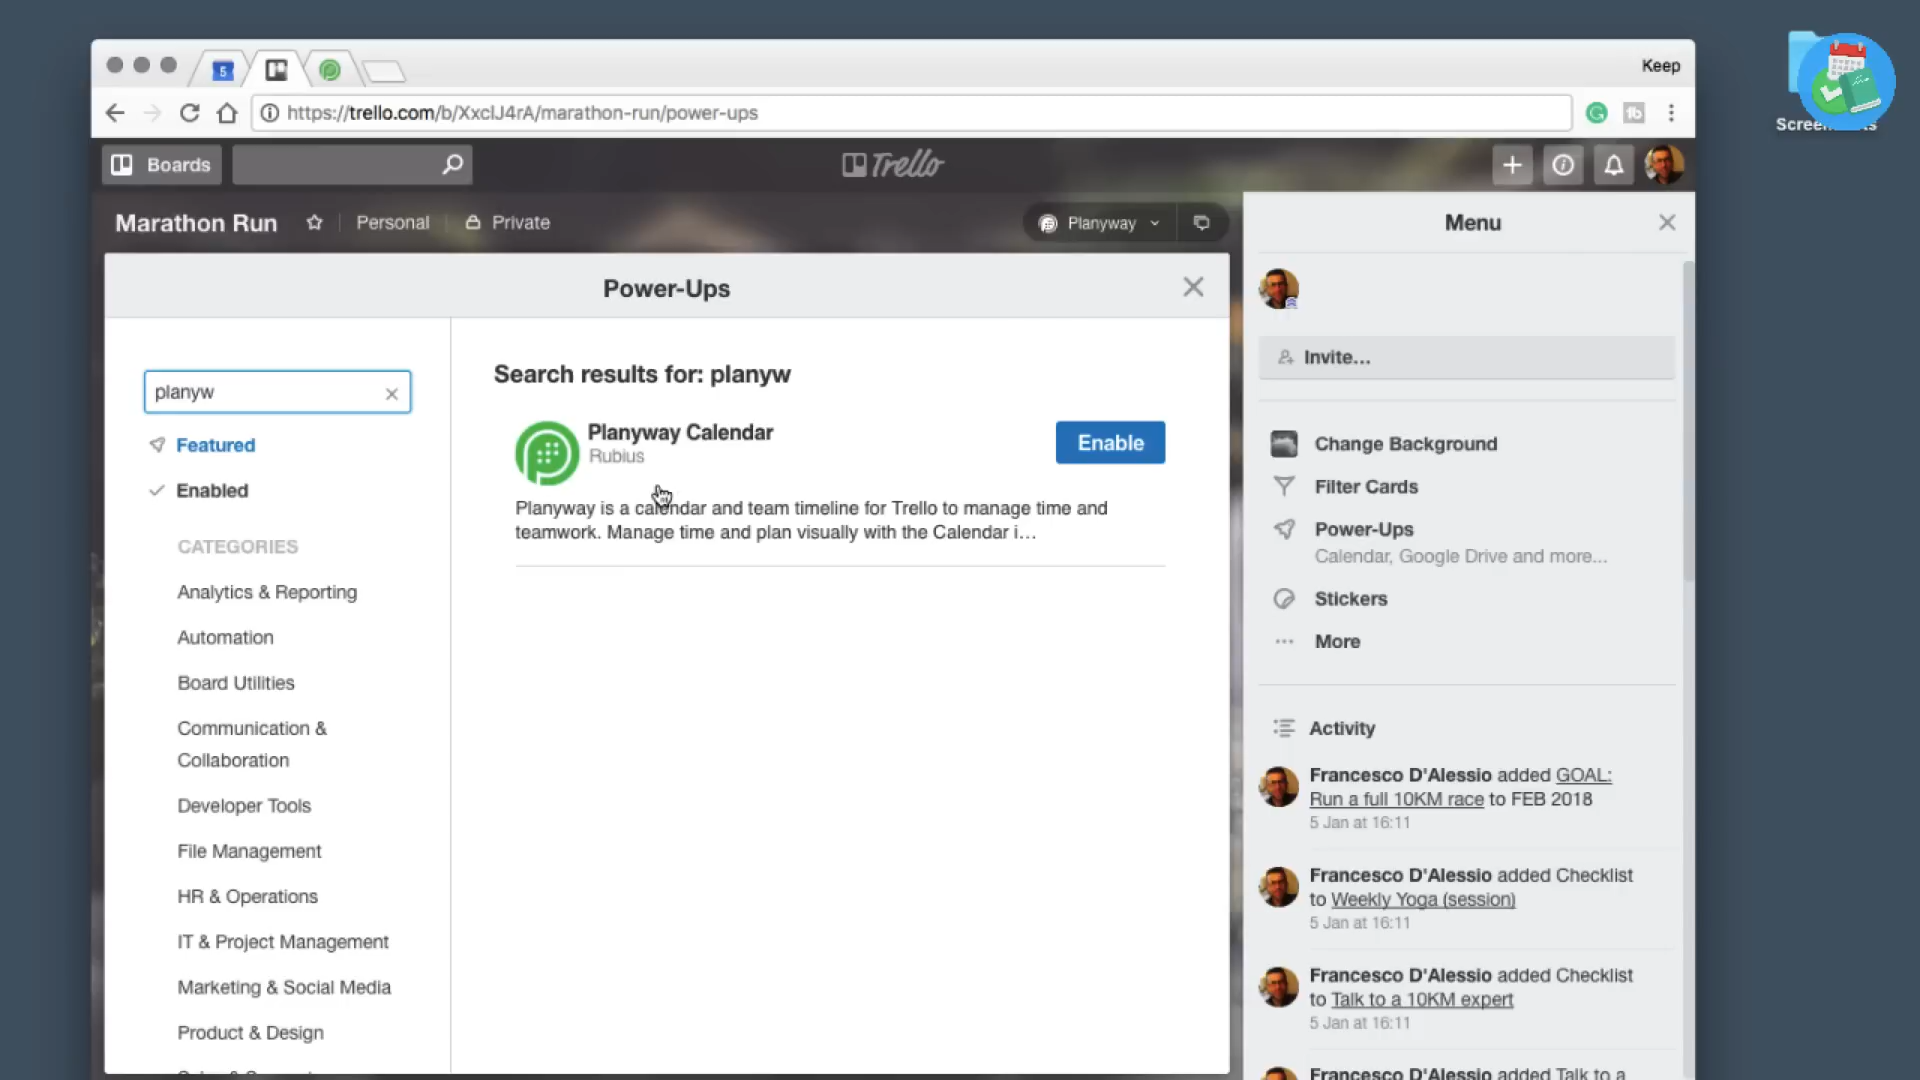 5
Keep
https://trello.com/b/XxclJ4rA/marathon-run/power-ups
Boards
Trello
Marathon Run
Personal
Private
Planyway
Menu
Power-Ups
planyw
Featured
Enabled
CATEGORIES
Analytics & Reporting
Automation
Board Utilities
Communication &
Collaboration
Developer Tools
File Management
HR & Operations
IT & Project Management
Marketing & Social Media
Product & Design
Search results for: planyw
Planyway Calendar
Rubius
Enable
Planyway is a calendar and team timeline for Trello to manage time and
teamwork. Manage time and plan visually with the Calendar i...
Invite...
Change Background
Filter Cards
Power-Ups
Calendar, Google Drive and more...
Stickers
More
Activity
Francesco D'Alessio added GOAL:
Run a full 10KM race to FEB 2018
5 Jan at 16:11
Francesco D'Alessio added Checklist
to Weekly Yoga (session)
5 Jan at 16:11
Francesco D'Alessio added Checklist
to Talk to a 10KM expert
5 Jan at 16:11
Francesco D'Alessio added Talk to a